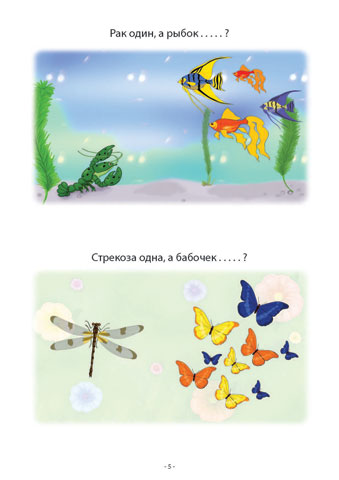 Рак один, а рыбок . . . . . ?
Стрекоза одна, а бабочек . . . . . ?
- 5 -